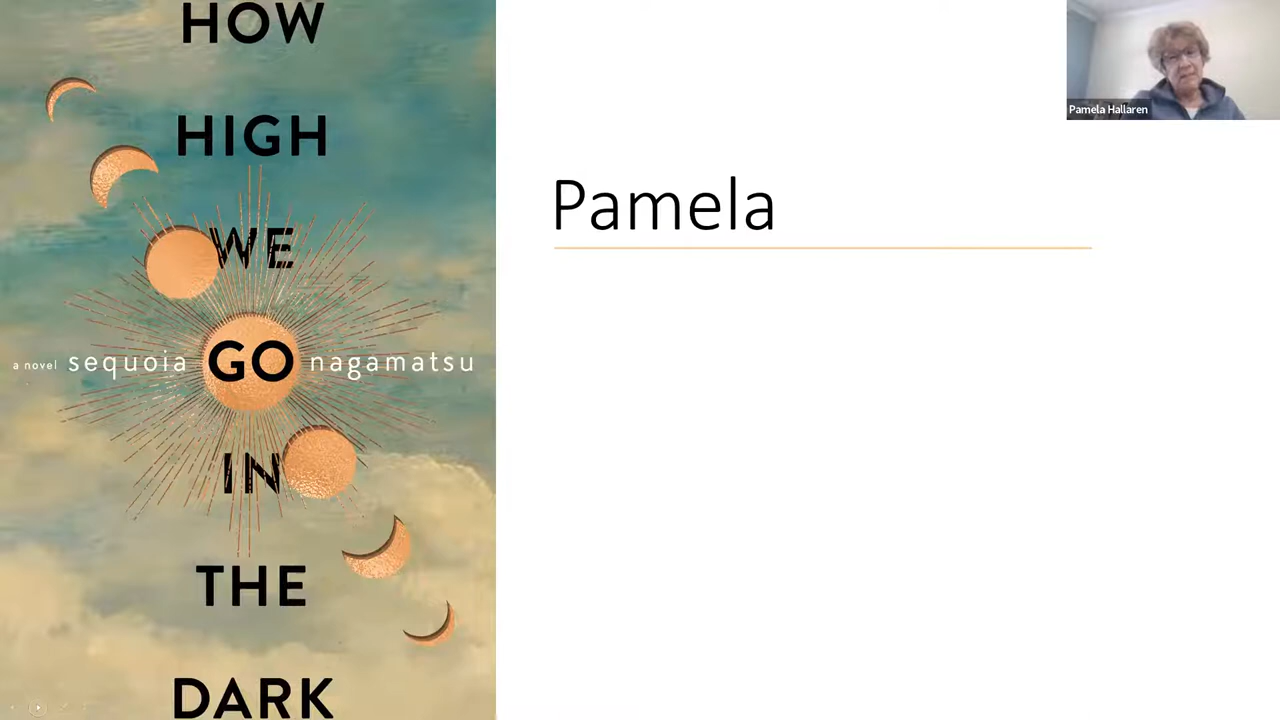 HOW
HIGH
WE
a novel sequoia GO nagamatsu
IN
THE
DARK
Pamela
Pamela Hallaren